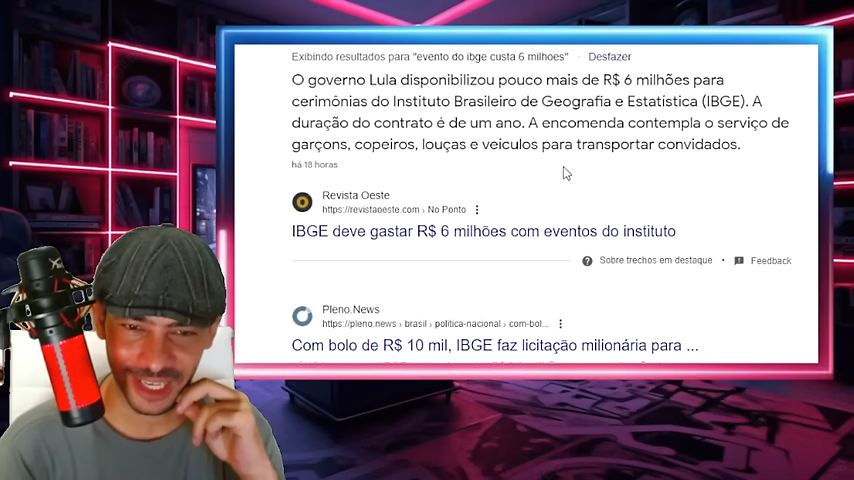 Exibindo resultados para "evento do ibge custa 6 milhoes" · Desfazer
O governo Lula disponibilizou pouco mais de R$ 6 milhões para
cerimônias do Instituto Brasileiro de Geografia e Estatística (IBGE). A
duração do contrato é de um ano. A encomenda contempla o serviço de
garçons, copeiros, louças e veículos para transportar convidados.
há 18 horas
Revista Oeste
https://revistaoeste.com › No Ponto
IBGE deve gastar R$ 6 milhões com eventos do instituto
Sobre trechos em destaque · Feedback
Pleno.News
https://pleno.news › brasil › política-nacional › com-bol...
Com bolo de R$ 10 mil, IBGE faz licitação milionária para ...